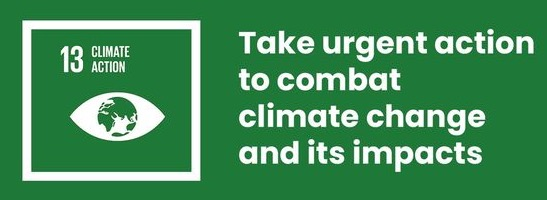 13 CLIMATE
ACTION
Take urgent action
to combat
climate change
and its impacts